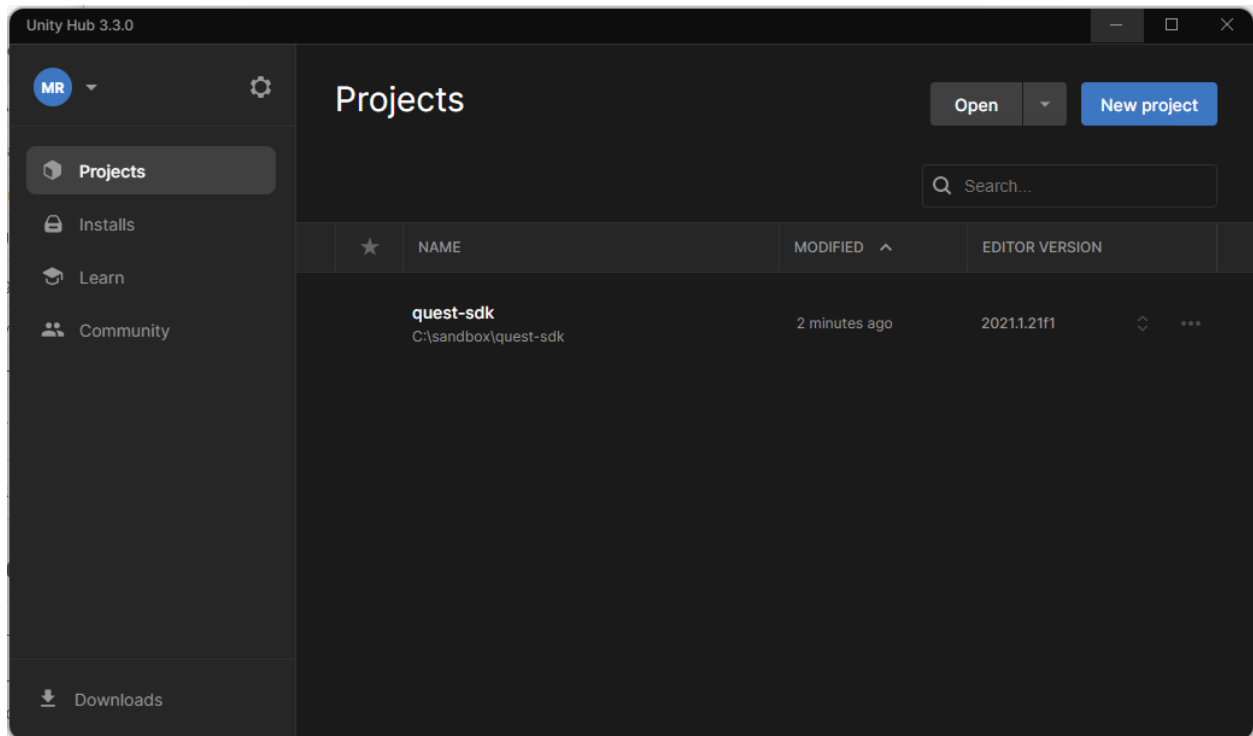 Unity Hub 3.3.0
MR
Projects
Installs
Learn
Community
Downloads
Projects
Open
New project
Search...
NAME MODIFIED EDITOR VERSION
quest-sdk 2 minutes ago 2021.1.21f1
C:\sandbox\quest-sdk